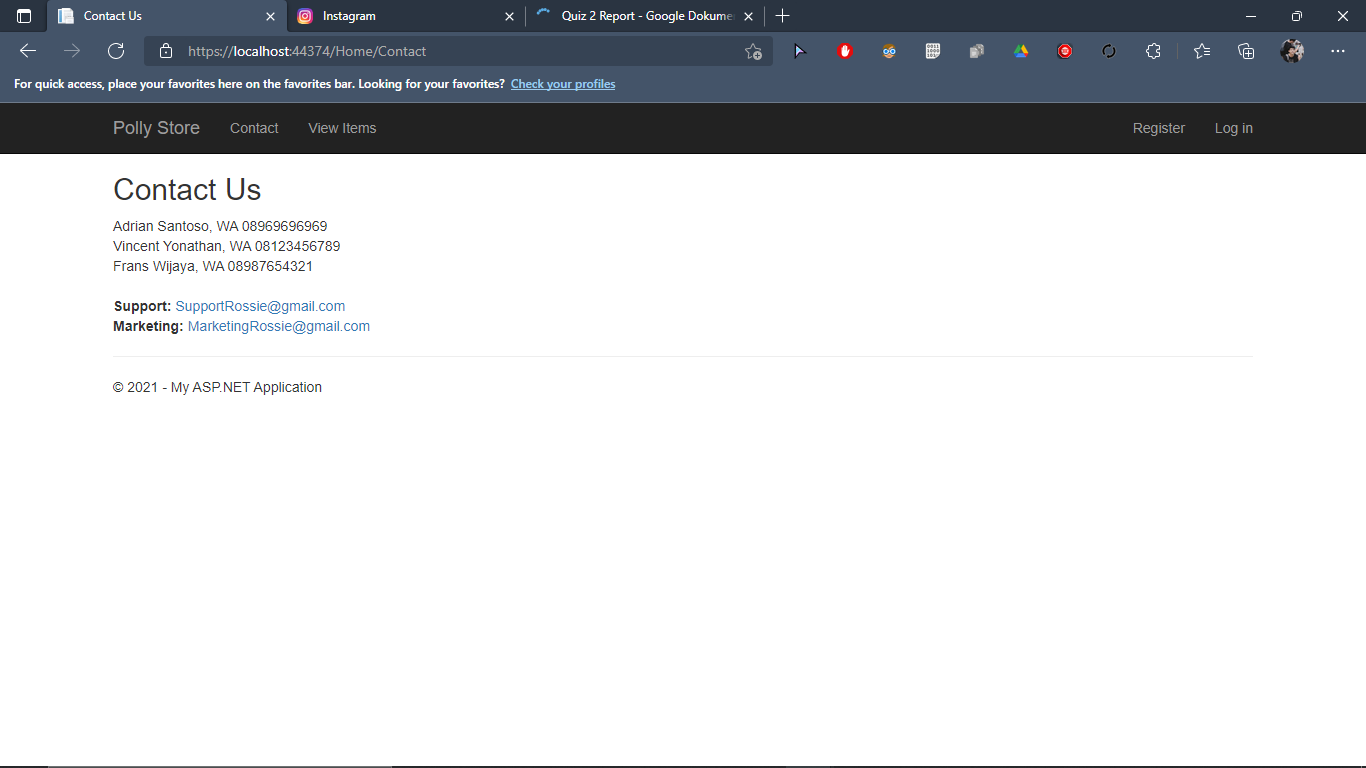 Contact Us
Instagram
Quiz 2 Report - Google Dokume
https://localhost:44374/Home/Contact
For quick access, place your favorites here on the favorites bar. Looking for your favorites? Check your profiles
Polly Store Contact View Items Register Log in
Contact Us
Adrian Santoso, WA 08969696969
Vincent Yonathan, WA 08123456789
Frans Wijaya, WA 08987654321
Support: SupportRossie@gmail.com
Marketing: MarketingRossie@gmail.com
© 2021 - My ASP.NET Application